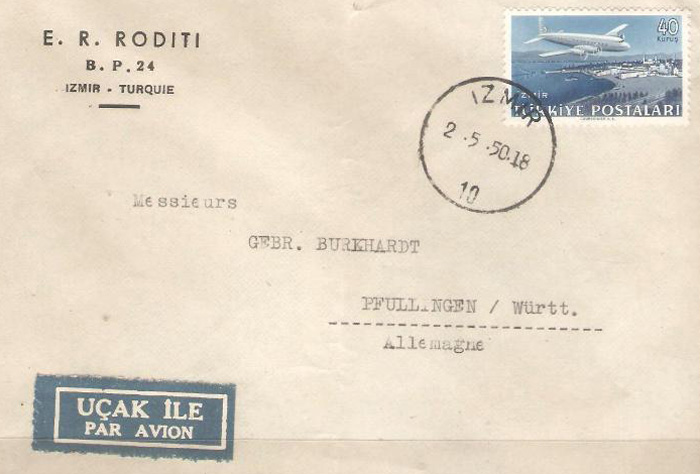 E. R. RODITI
B. P. 24
IZMIR - TURQUIE
40
Kuruş
İZMİR
TÜRKİYE POSTALARI
IZMIR
2.5.50.18
10
Messieurs
GEBR. BURKHARDT
PFULLINGEN / Württ.
Allemagne
UÇAK İLE
PAR AVION